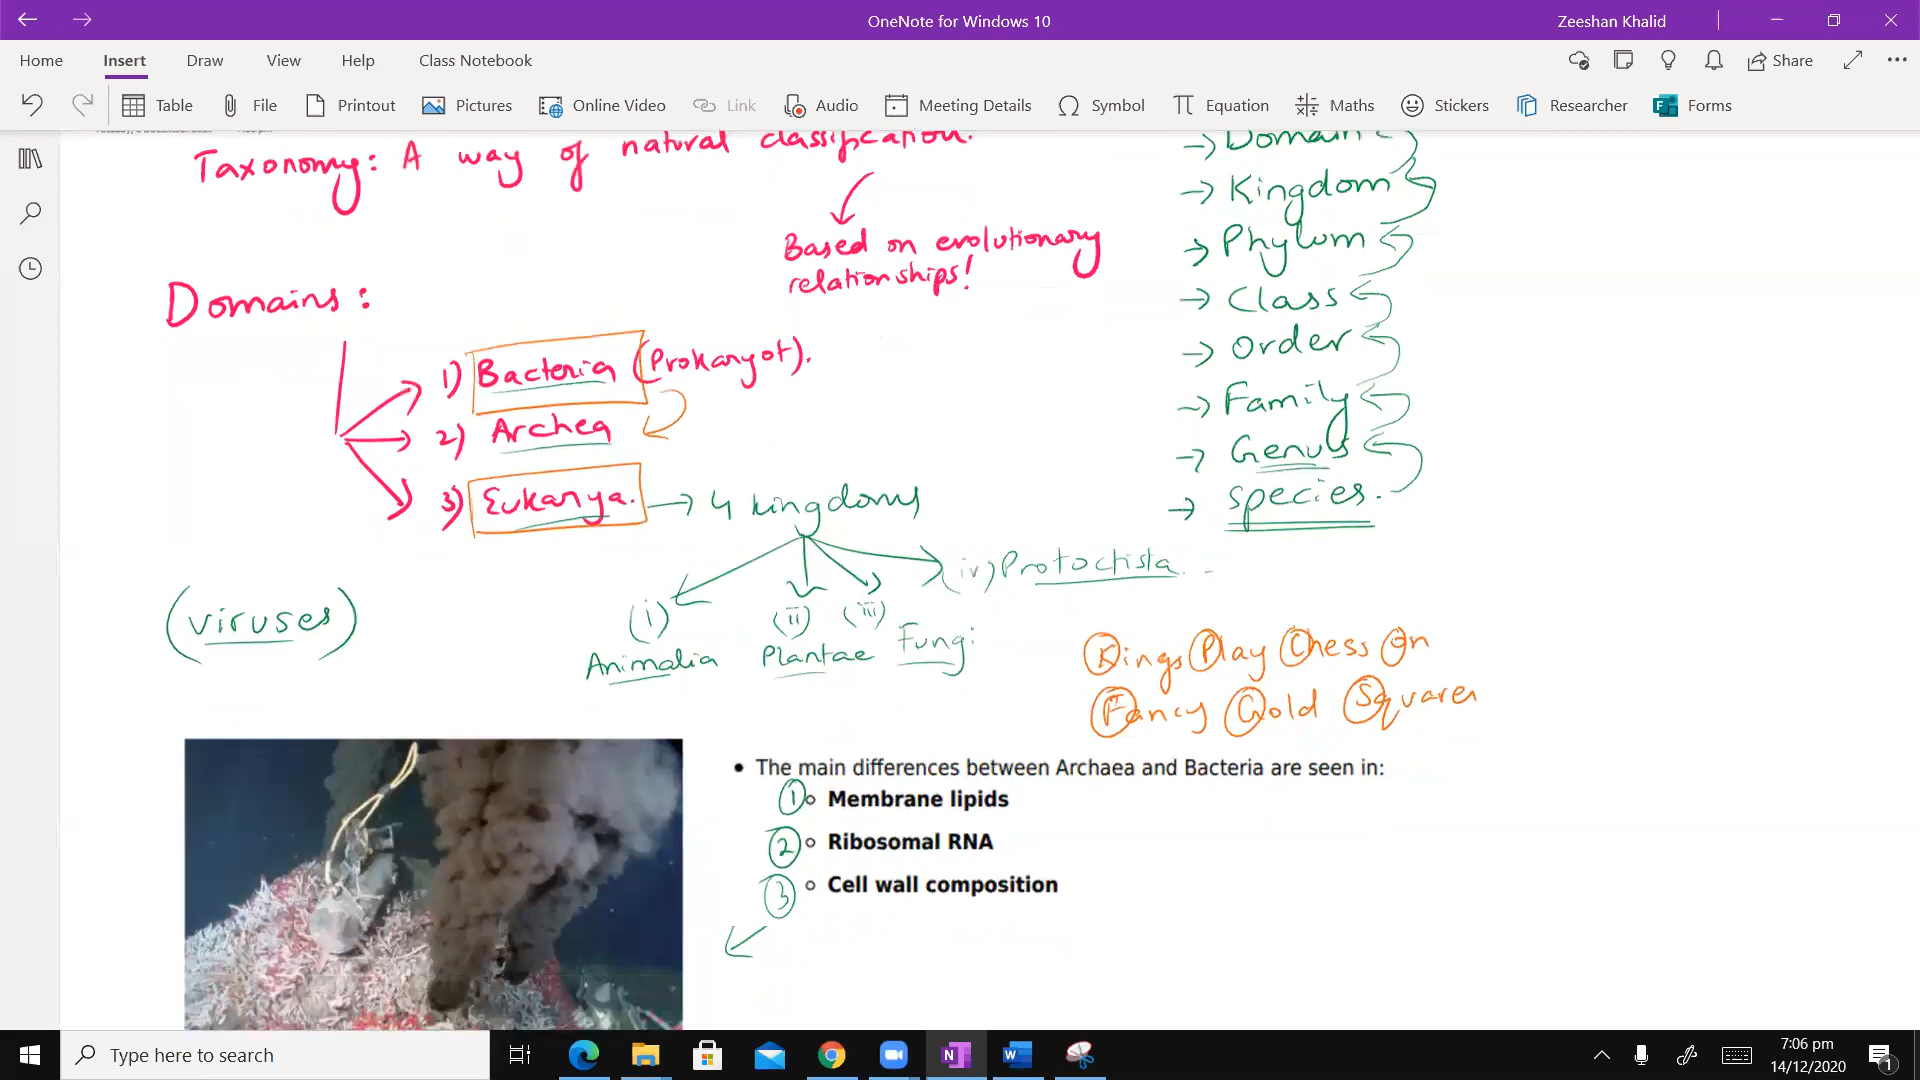 OneNote for Windows 10
Zeeshan Khalid
Home Insert Draw View Help Class Notebook
Share
Table File Printout Pictures Online Video Link Audio Meeting Details Symbol Equation Maths Stickers Researcher Forms
Taxonomy: A way of natural classification.
Based on evolutionary
relationships!
→ Domain
→ Kingdom
→ Phylum
→ Class
→ Order
→ Family
→ Genus
→ Species.
Domains:
1) Bacteria (Prokaryot).
2) Archea
3) Eukarya. → 4 kingdoms
(i)
Animalia
(ii)
Plantae
(iii)
Fungi
(iv) Protoctista
(viruses)
Kings Play Chess On
Fancy Gold Squares
• The main differences between Archaea and Bacteria are seen in:
① ○ Membrane lipids
② ○ Ribosomal RNA
③ ○ Cell wall composition
Type here to search
7:06 pm
14/12/2020
1